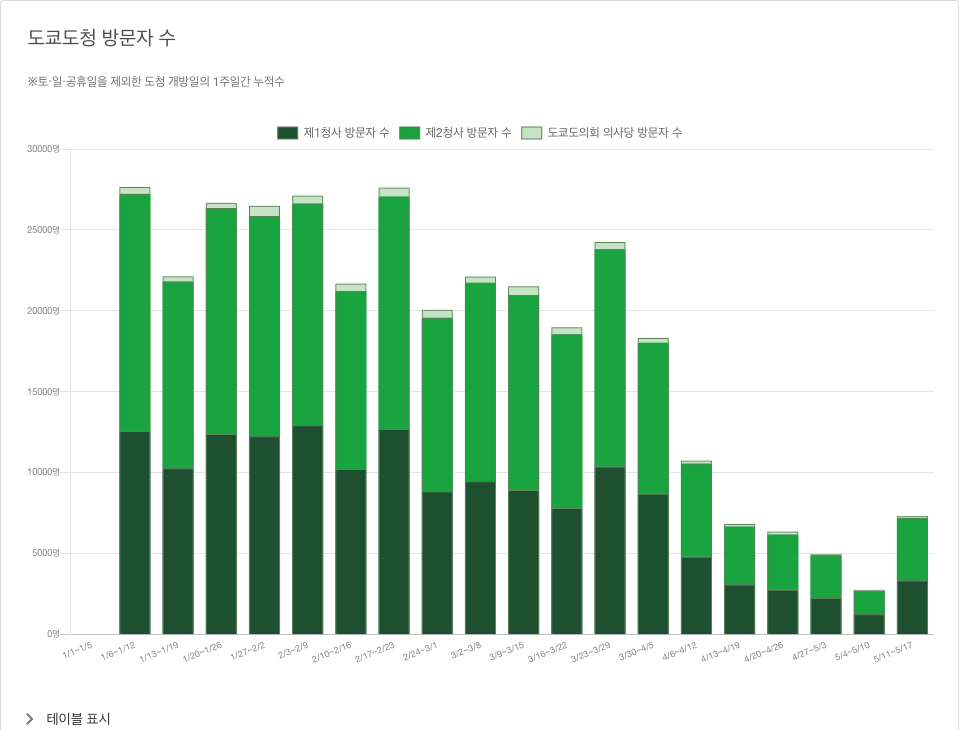 도쿄도청 방문자 수
※토·일·공휴일을 제외한 도청 개방일의 1주일간 누적수
제1청사 방문자 수 제2청사 방문자 수 도쿄도의회 의사당 방문자 수
30000명
25000명
20000명
15000명
10000명
5000명
0명
1/1~1/5 1/6~1/12 1/13~1/19 1/20~1/26 1/27~2/2 2/3~2/9 2/10~2/16 2/17~2/23 2/24~3/1 3/2~3/8 3/9~3/15 3/16~3/22 3/23~3/29 3/30~4/5 4/6~4/12 4/13~4/19 4/20~4/26 4/27~5/3 5/4~5/10 5/11~5/17
테이블 표시